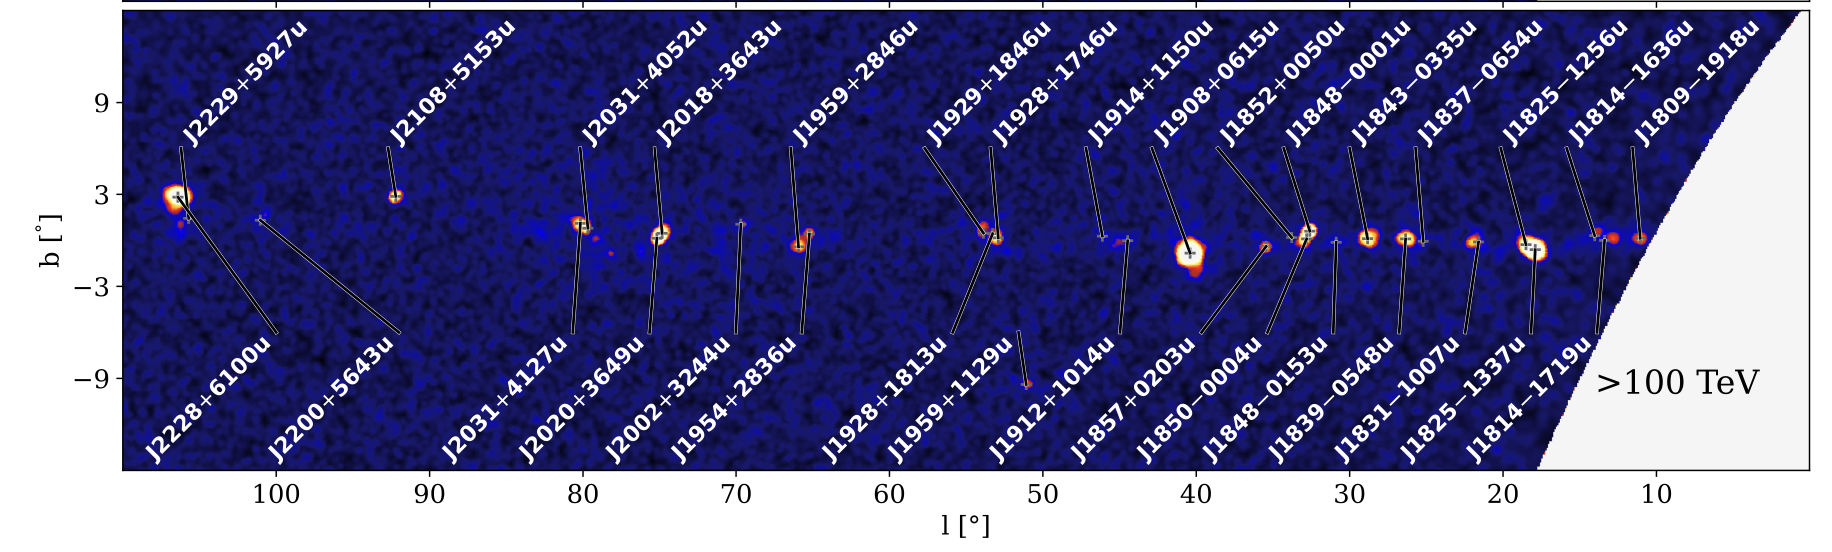 J2229+5927u
J2108+5153u
J2031+4052u
J2018+3643u
J1959+2846u
J1929+1846u
J1928+1746u
J1914+1150u
J1908+0615u
J1852+0050u
J1848−0001u
J1843−0335u
J1837−0654u
J1825−1256u
J1814−1636u
J1809−1918u
9
3
−3
−9
b [°]
J2228+6100u
J2200+5643u
J2031+4127u
J2020+3649u
J2002+3244u
J1954+2836u
J1928+1813u
J1959+1129u
J1912+1014u
J1857+0203u
J1850−0004u
J1848−0153u
J1839−0548u
J1831−1007u
J1825−1337u
J1814−1719u
>100 TeV
100 90 80 70 60 50 40 30 20 10
l [°]